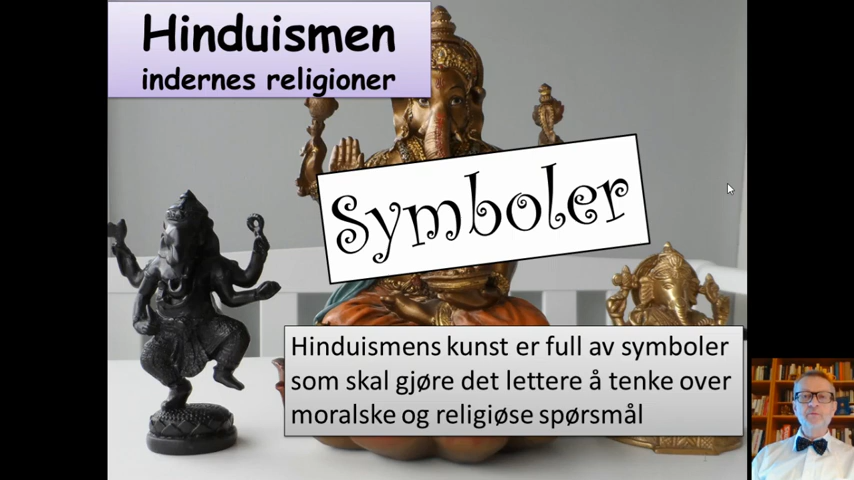 Hinduismen
indernes religioner
Symboler
Hinduismens kunst er full av symboler
som skal gjøre det lettere å tenke over
moralske og religiøse spørsmål